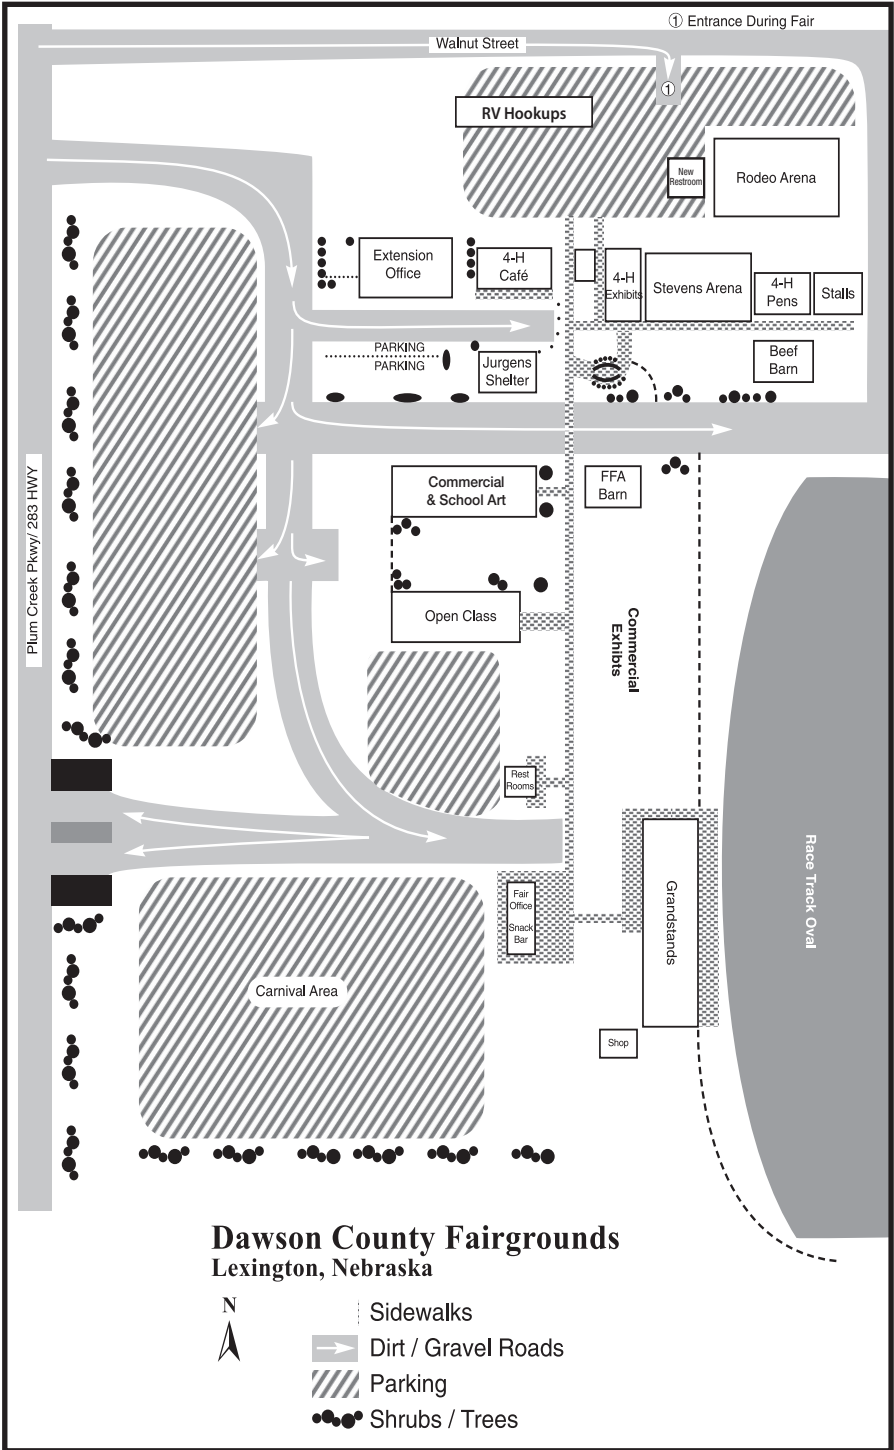 ① Entrance During Fair
Walnut Street
①
RV Hookups
New
Restroom
Rodeo Arena
Extension
Office
4-H
Café
4-H
Exhibits
Stevens Arena
4-H
Pens
Stalls
PARKING
PARKING
Jurgens
Shelter
Beef
Barn
Plum Creek Pkwy/ 283 HWY
Commercial
& School Art
FFA
Barn
Open Class
Commercial
Exhibts
Rest
Rooms
Race Track Oval
Fair
Office
Snack
Bar
Grandstands
Carnival Area
Shop
Dawson County Fairgrounds
Lexington, Nebraska
N
Sidewalks
Dirt / Gravel Roads
Parking
Shrubs / Trees